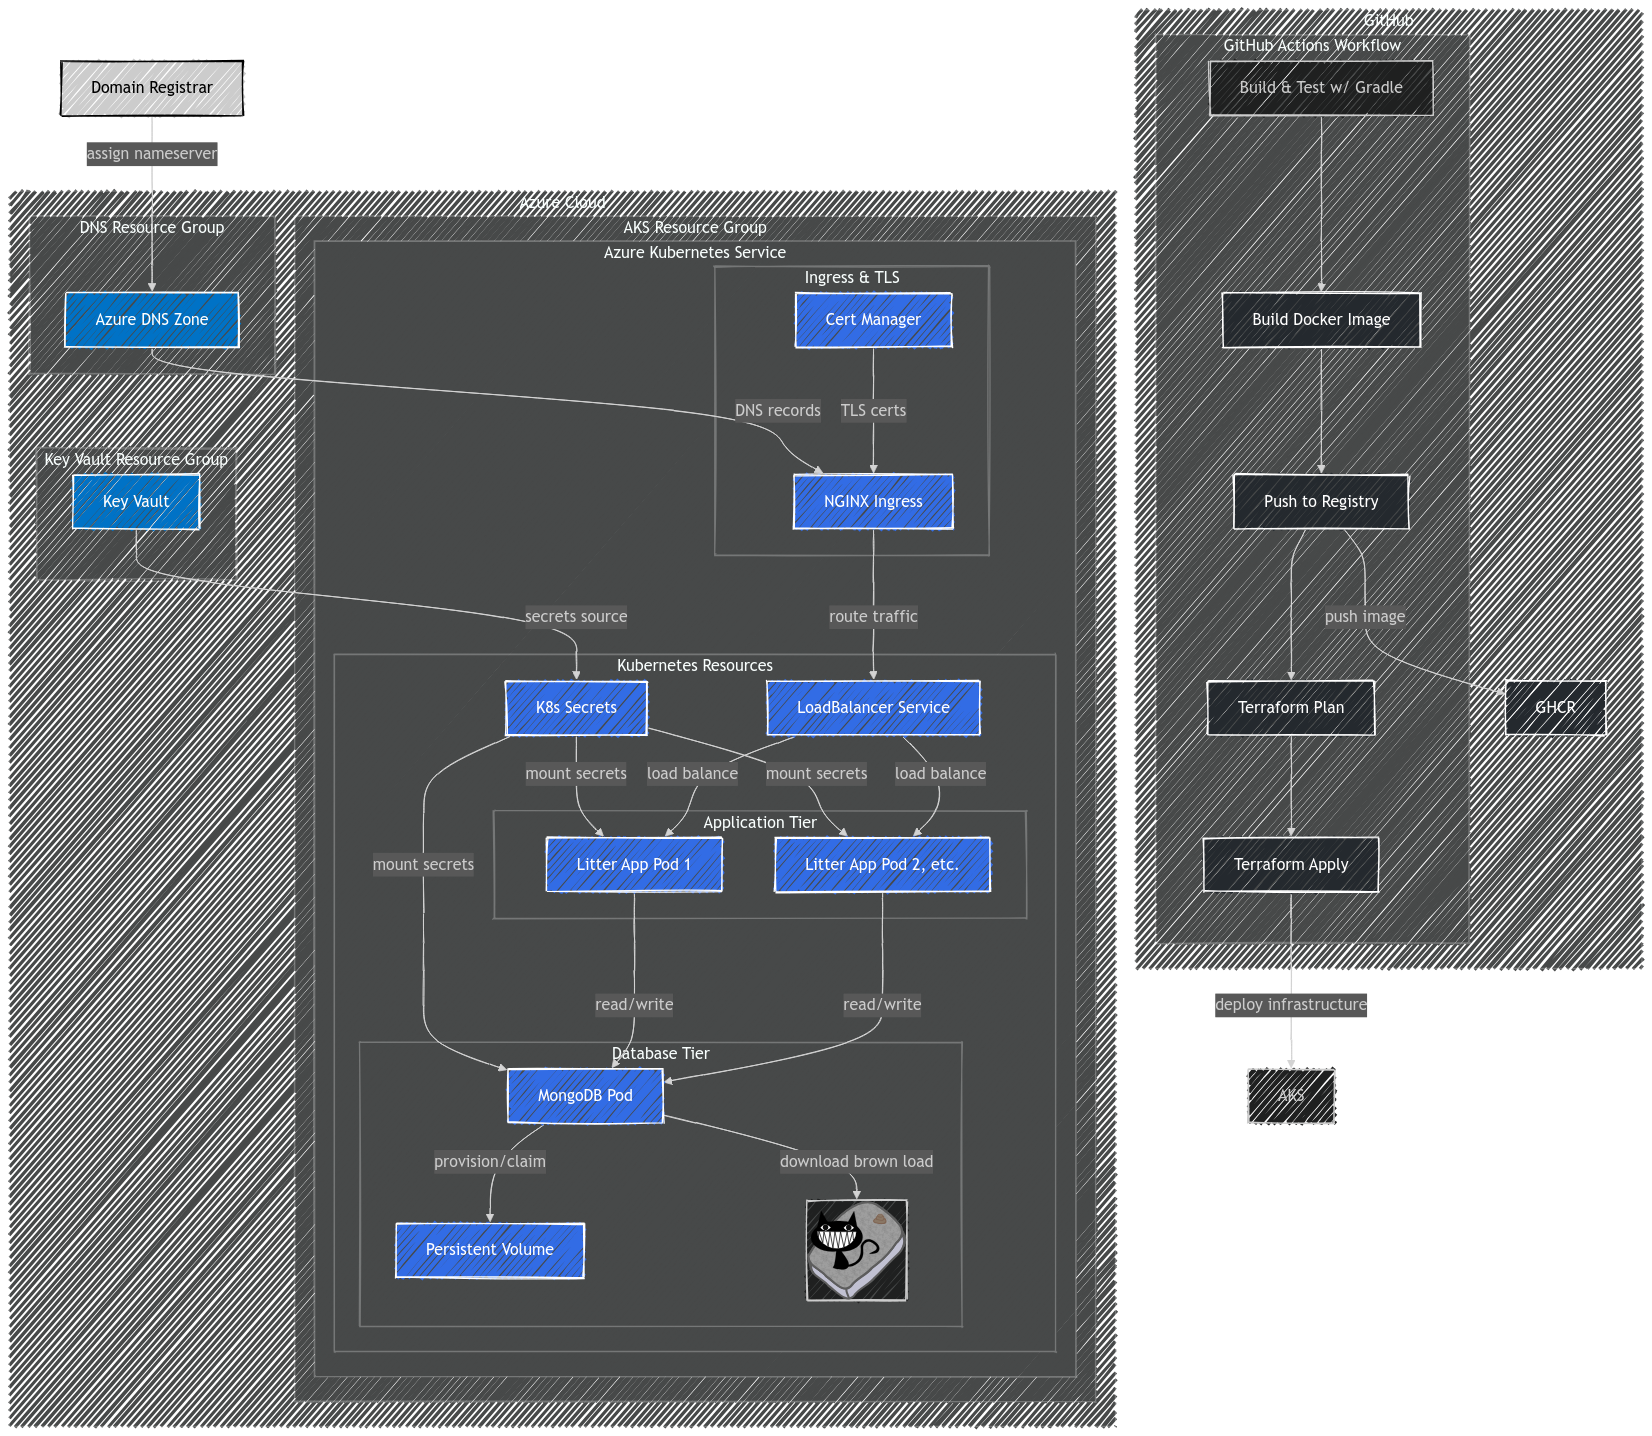 Domain Registrar
assign nameserver
Azure Cloud
DNS Resource Group
Azure DNS Zone
Key Vault Resource Group
Key Vault
AKS Resource Group
Azure Kubernetes Service
Ingress & TLS
Cert Manager
DNS records
TLS certs
NGINX Ingress
secrets source
route traffic
Kubernetes Resources
K8s Secrets
LoadBalancer Service
mount secrets
load balance
mount secrets
load balance
Application Tier
Litter App Pod 1
Litter App Pod 2, etc.
mount secrets
read/write
read/write
Database Tier
MongoDB Pod
provision/claim
download brown load
Persistent Volume
GitHub
GitHub Actions Workflow
Build & Test w/ Gradle
Build Docker Image
Push to Registry
push image
Terraform Plan
GHCR
Terraform Apply
deploy infrastructure
AKS